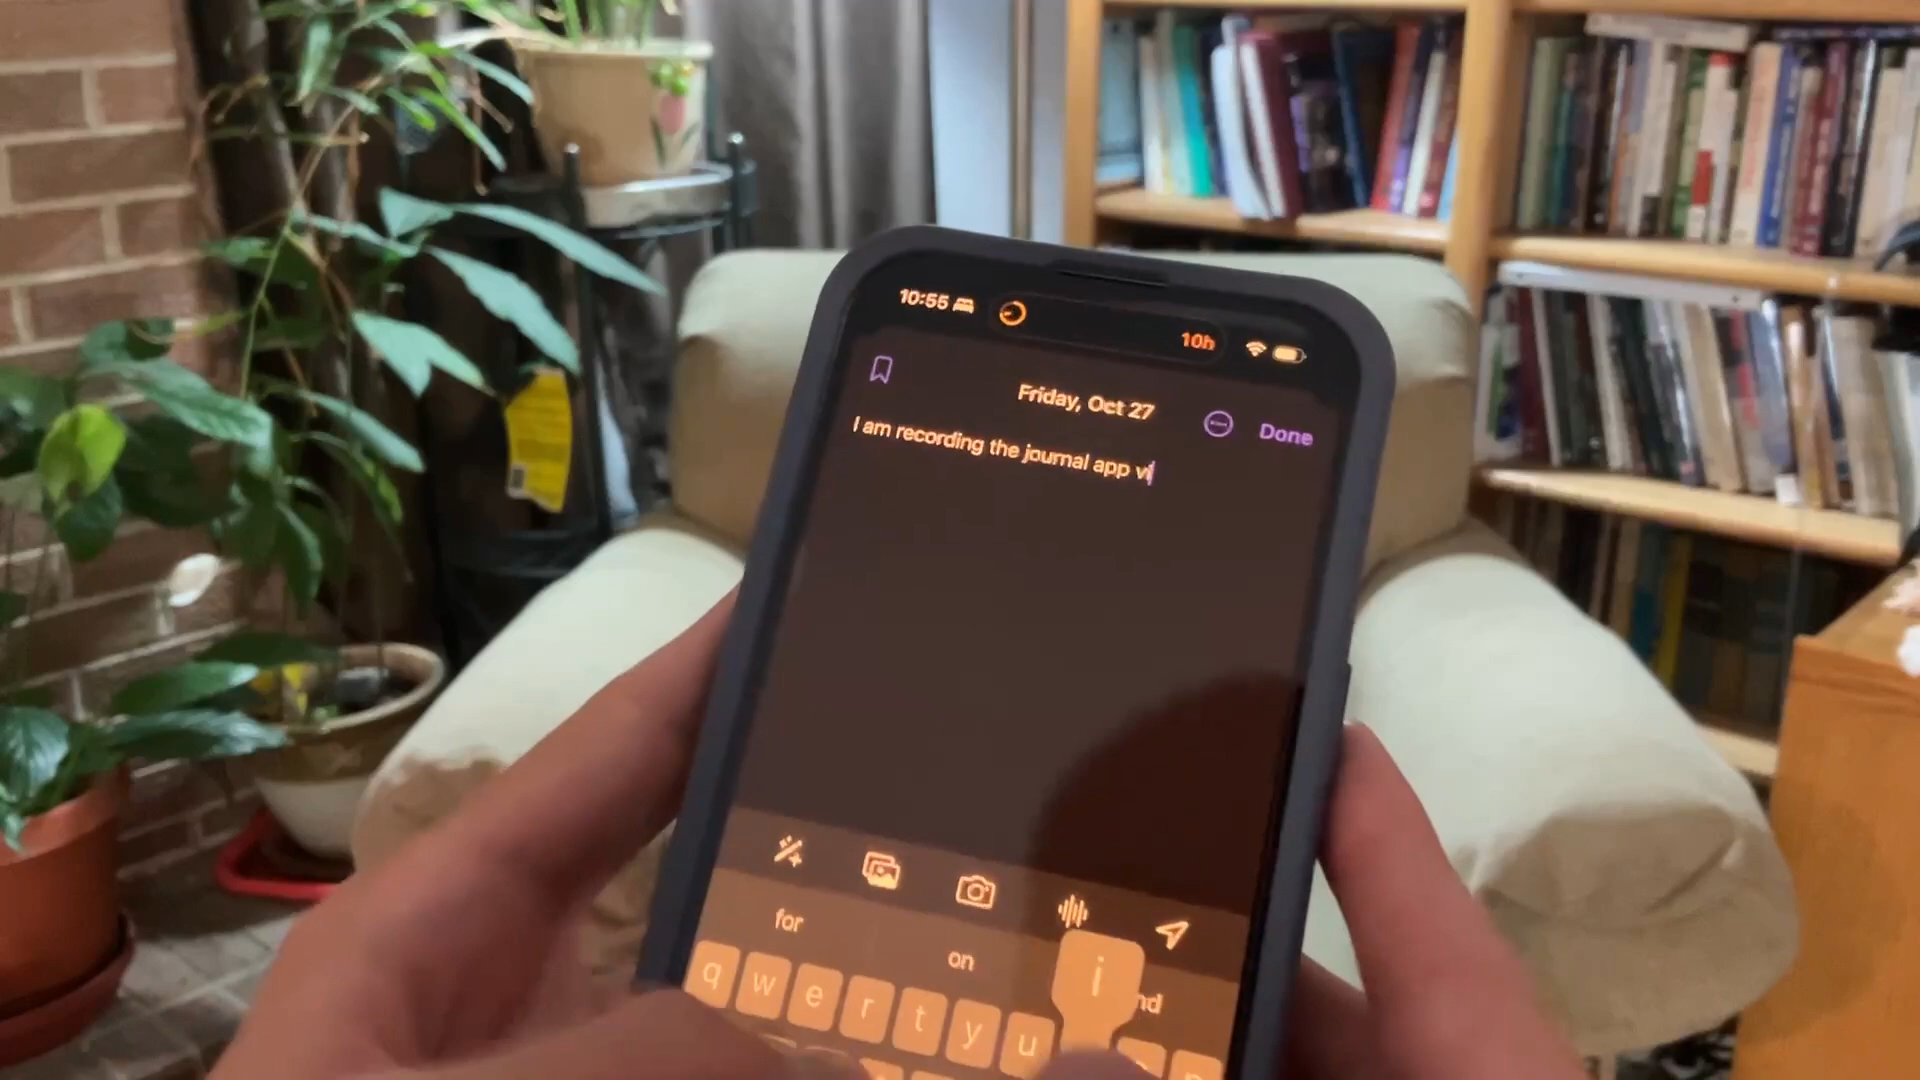 10:55
10h
Friday, Oct 27
Done
I am recording the journal app vi
for
on
i
q w e r t y u